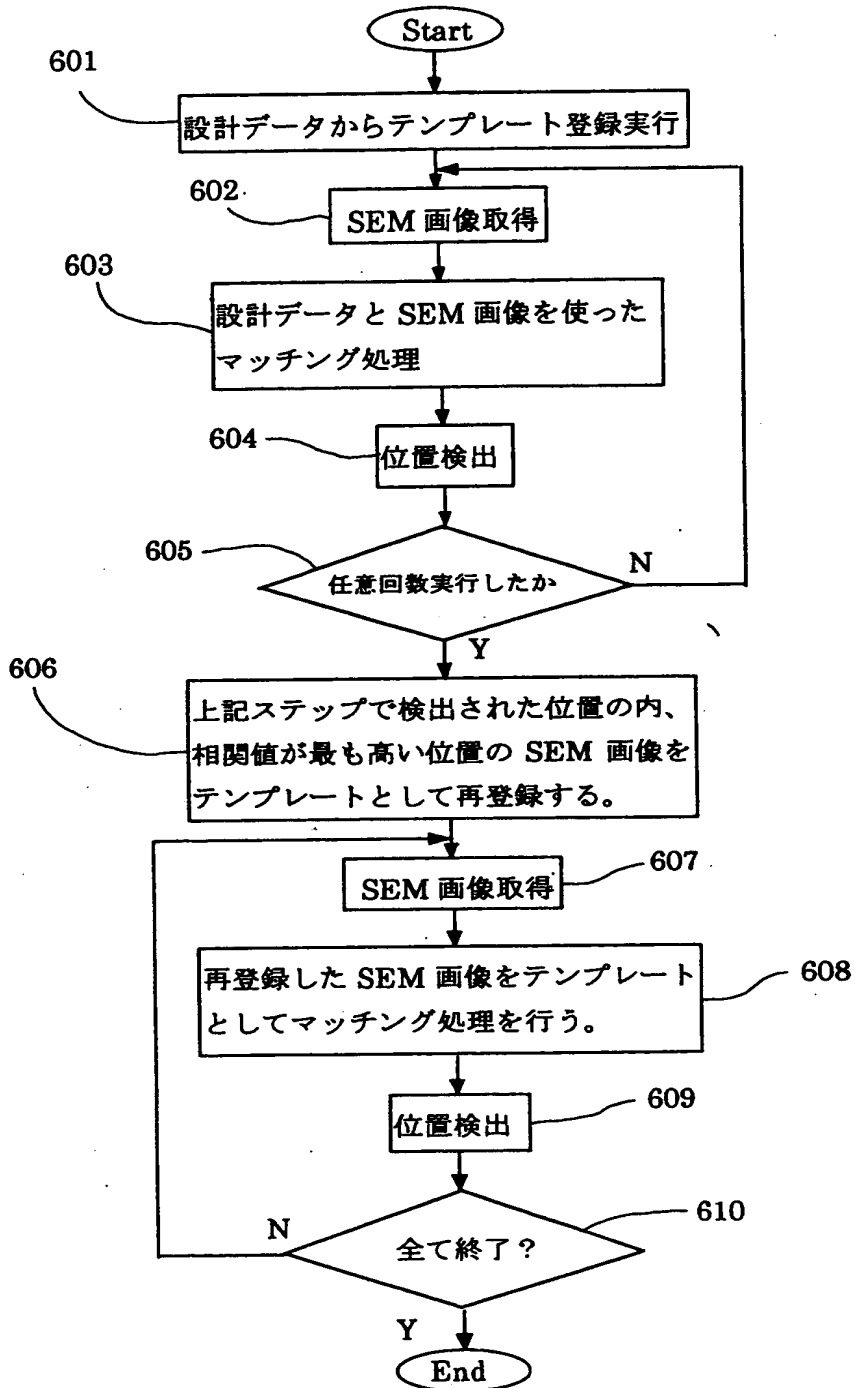 Start
601
設計データからテンプレート登録実行
602
SEM 画像取得
603
設計データと SEM 画像を使った
マッチング処理
604
位置検出
605
任意回数実行したか
N
Y
606
上記ステップで検出された位置の内、
相関値が最も高い位置の SEM 画像を
テンプレートとして再登録する。
607
SEM 画像取得
608
再登録した SEM 画像をテンプレート
としてマッチング処理を行う。
609
位置検出
610
全て終了？
N
Y
End